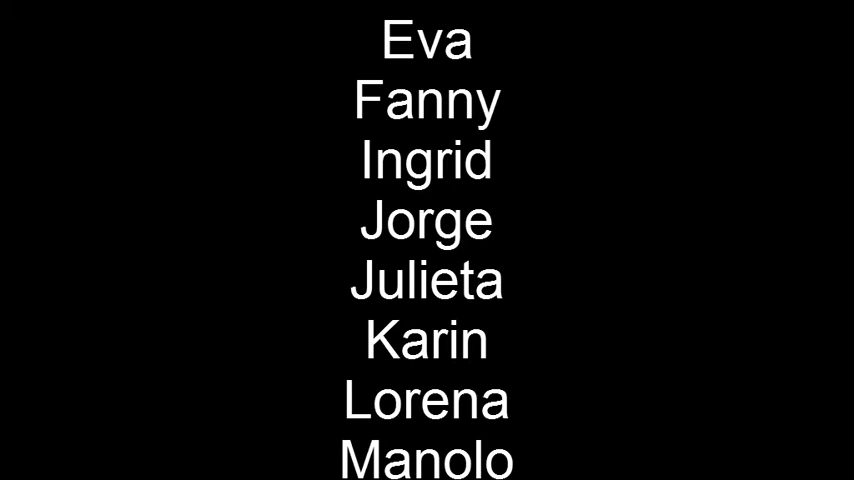 Eva
Fanny
Ingrid
Jorge
Julieta
Karin
Lorena
Manolo